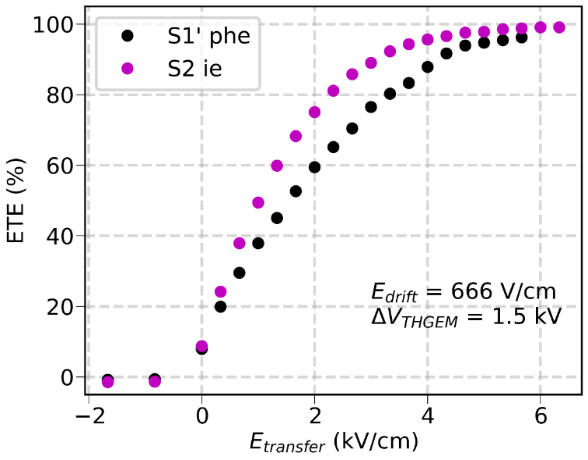 100
80
60
40
20
0
ETE (%)
S1' phe
S2 ie
E_drift = 666 V/cm
ΔV_THGEM = 1.5 kV
−2 0 2 4 6
E_transfer (kV/cm)